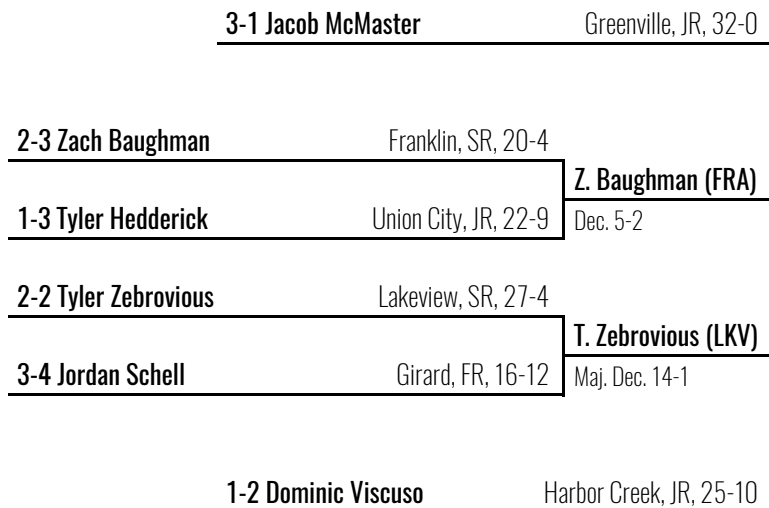 3-1 Jacob McMaster Greenville, JR, 32-0
2-3 Zach Baughman Franklin, SR, 20-4
Z. Baughman (FRA)
1-3 Tyler Hedderick Union City, JR, 22-9
Dec. 5-2
2-2 Tyler Zebrovious Lakeview, SR, 27-4
T. Zebrovious (LKV)
3-4 Jordan Schell Girard, FR, 16-12
Maj. Dec. 14-1
1-2 Dominic Viscuso Harbor Creek, JR, 25-10